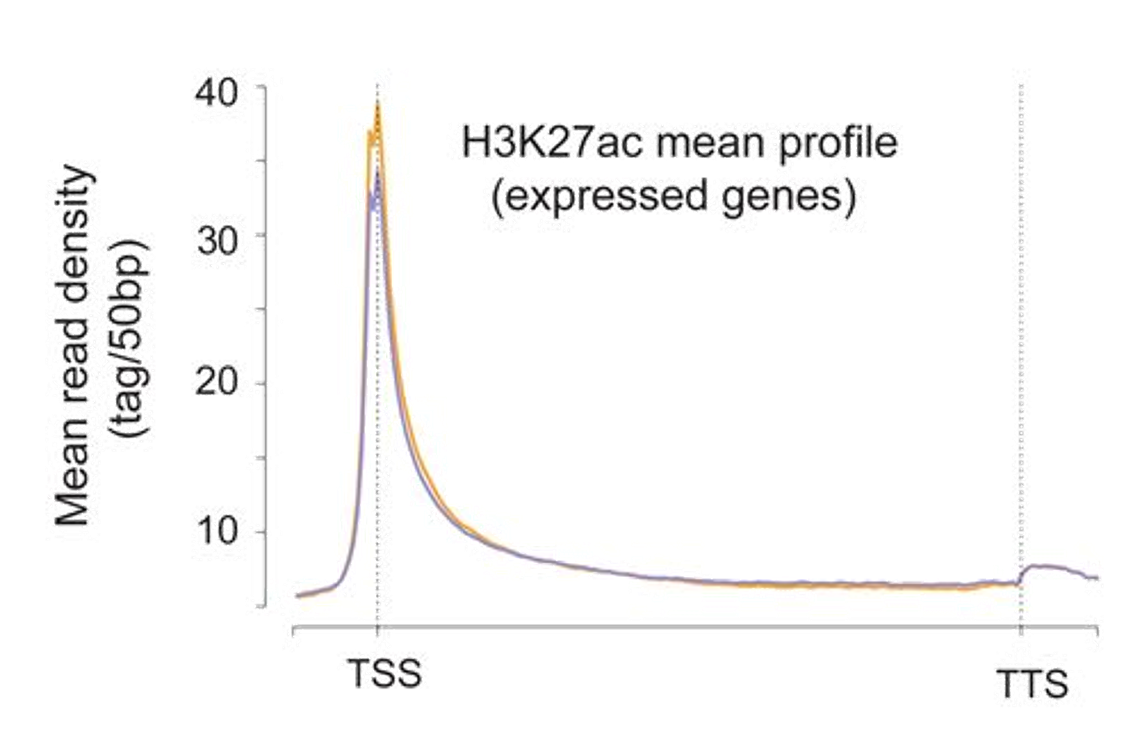 40
30
20
10
Mean read density
(tag/50bp)
H3K27ac mean profile
(expressed genes)
TSS
TTS